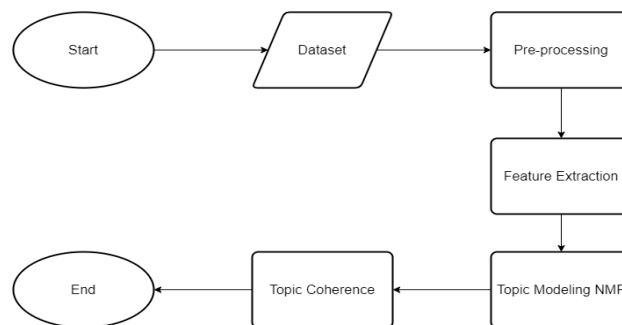 Start
Dataset
Pre-processing
Feature Extraction
Topic Modeling NMF
Topic Coherence
End